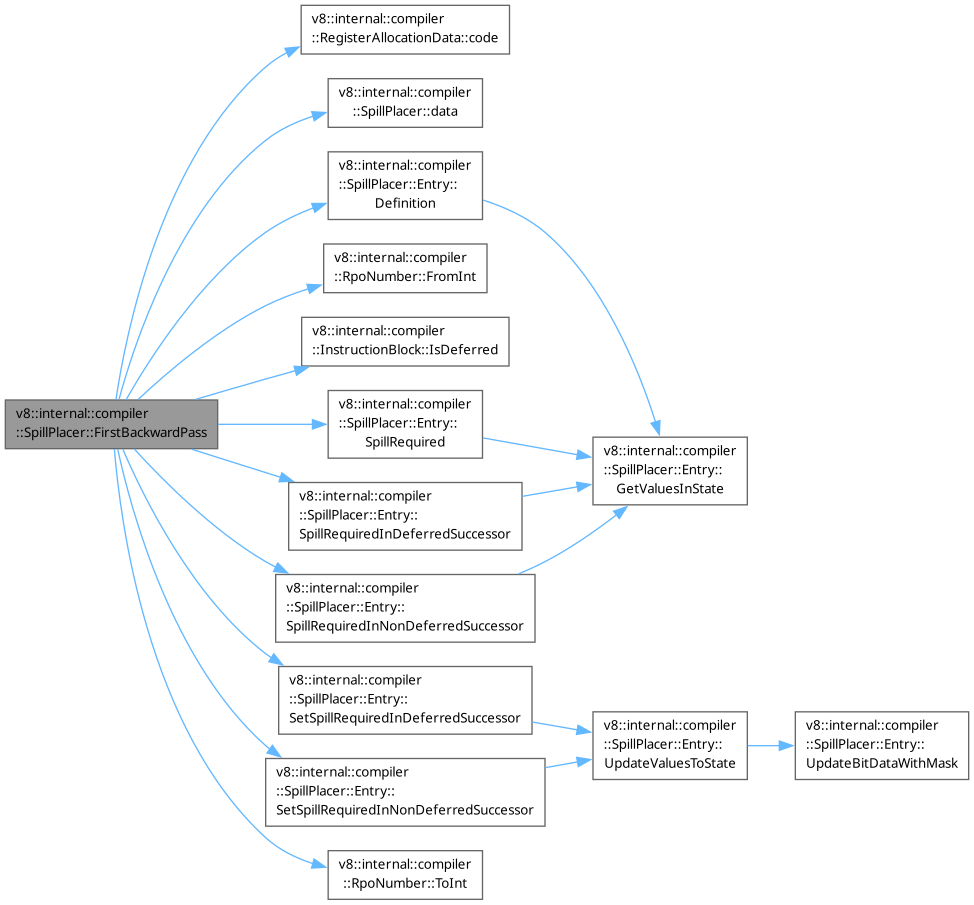 v8::internal::compiler
::RegisterAllocationData::code
v8::internal::compiler
::SpillPlacer::data
v8::internal::compiler
::SpillPlacer::Entry::
Definition
v8::internal::compiler
::RpoNumber::FromInt
v8::internal::compiler
::InstructionBlock::IsDeferred
v8::internal::compiler
::SpillPlacer::FirstBackwardPass
v8::internal::compiler
::SpillPlacer::Entry::
SpillRequired
v8::internal::compiler
::SpillPlacer::Entry::
GetValuesInState
v8::internal::compiler
::SpillPlacer::Entry::
SpillRequiredInDeferredSuccessor
v8::internal::compiler
::SpillPlacer::Entry::
SpillRequiredInNonDeferredSuccessor
v8::internal::compiler
::SpillPlacer::Entry::
SetSpillRequiredInDeferredSuccessor
v8::internal::compiler
::SpillPlacer::Entry::
UpdateValuesToState
v8::internal::compiler
::SpillPlacer::Entry::
UpdateBitDataWithMask
v8::internal::compiler
::SpillPlacer::Entry::
SetSpillRequiredInNonDeferredSuccessor
v8::internal::compiler
::RpoNumber::ToInt